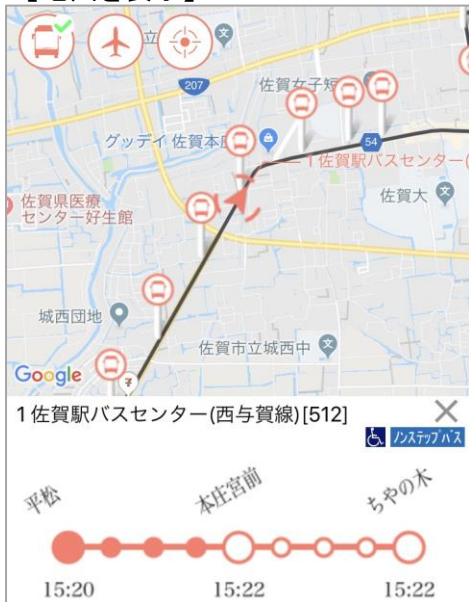 立
207
佐賀女子短
グッデイ 佐賀本
54
1佐賀駅バスセンター(
佐賀県医療
センター好生館
佐賀大
城西団地
佐賀市立城西中
Google
1佐賀駅バスセンター(西与賀線)[512]
ノンステップバス
平松
本庄宮前
ちやの木
15:20
15:22
15:22